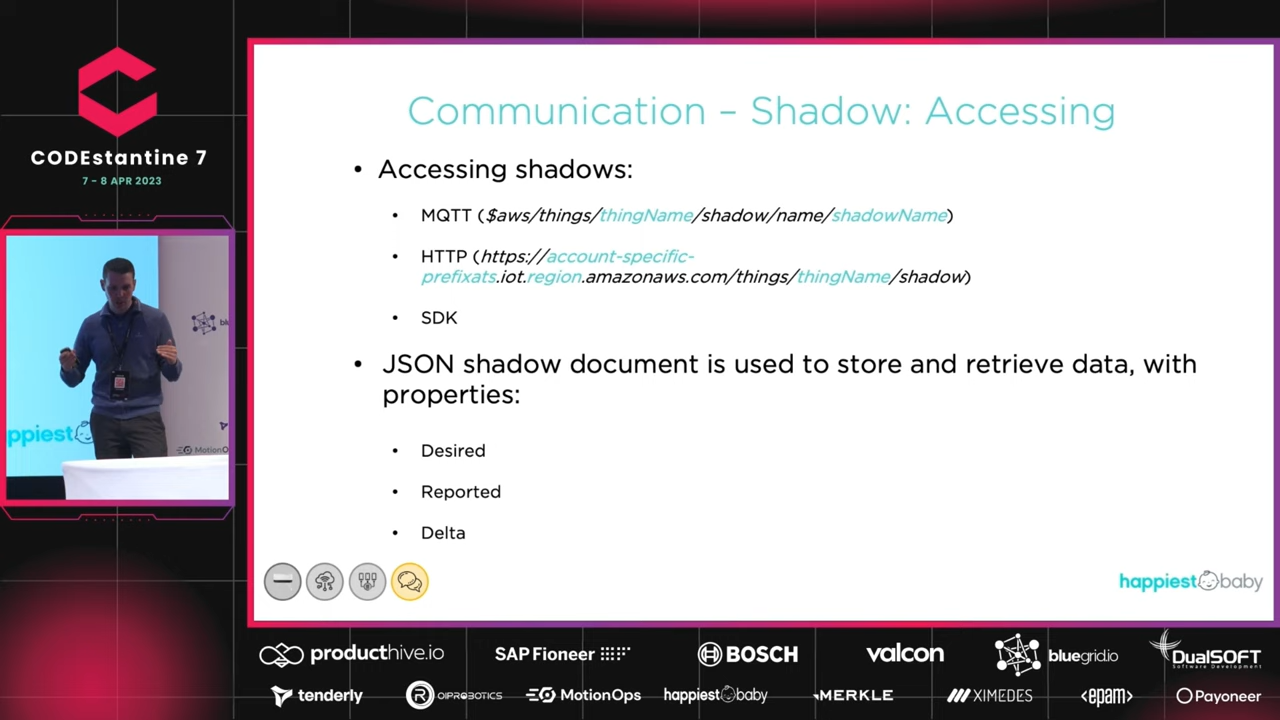 CODEstantine 7
7 – 8 APR 2023
Communication – Shadow: Accessing
• Accessing shadows:
• MQTT ($aws/things/thingName/shadow/name/shadowName)
• HTTP (https://account-specific-
prefixats.iot.region.amazonaws.com/things/thingName/shadow)
• SDK
• JSON shadow document is used to store and retrieve data, with
properties:
• Desired
• Reported
• Delta
happiest baby
ppiest
MotionO
producthive.io
SAP Fioneer
BOSCH
valcon
bluegrid.io
DualSOFT
Software Development
tenderly
ROIPROBOTICS
MotionOps
happiest baby
MERKLE
XIMEDES
<epam>
Payoneer